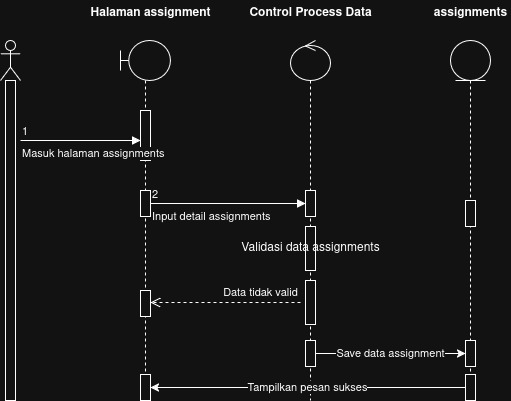 Halaman assignment
Control Process Data
assignments
1
Masuk halaman assignments
2
Input detail assignments
Validasi data assignments
Data tidak valid
Save data assignment
Tampilkan pesan sukses